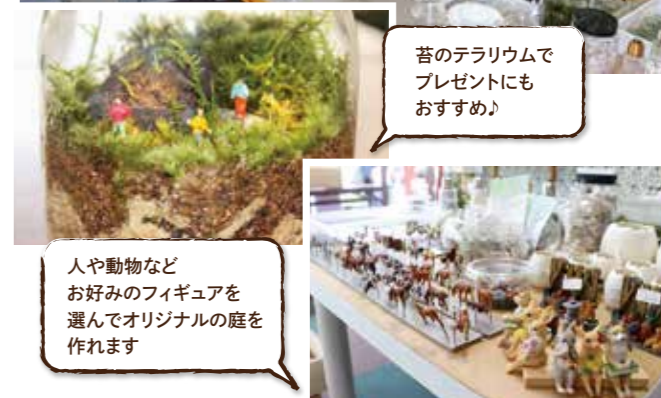 苔のテラリウムで
プレゼントにも
おすすめ♪
人や動物など
お好みのフィギュアを
選んでオリジナルの庭を
作れます